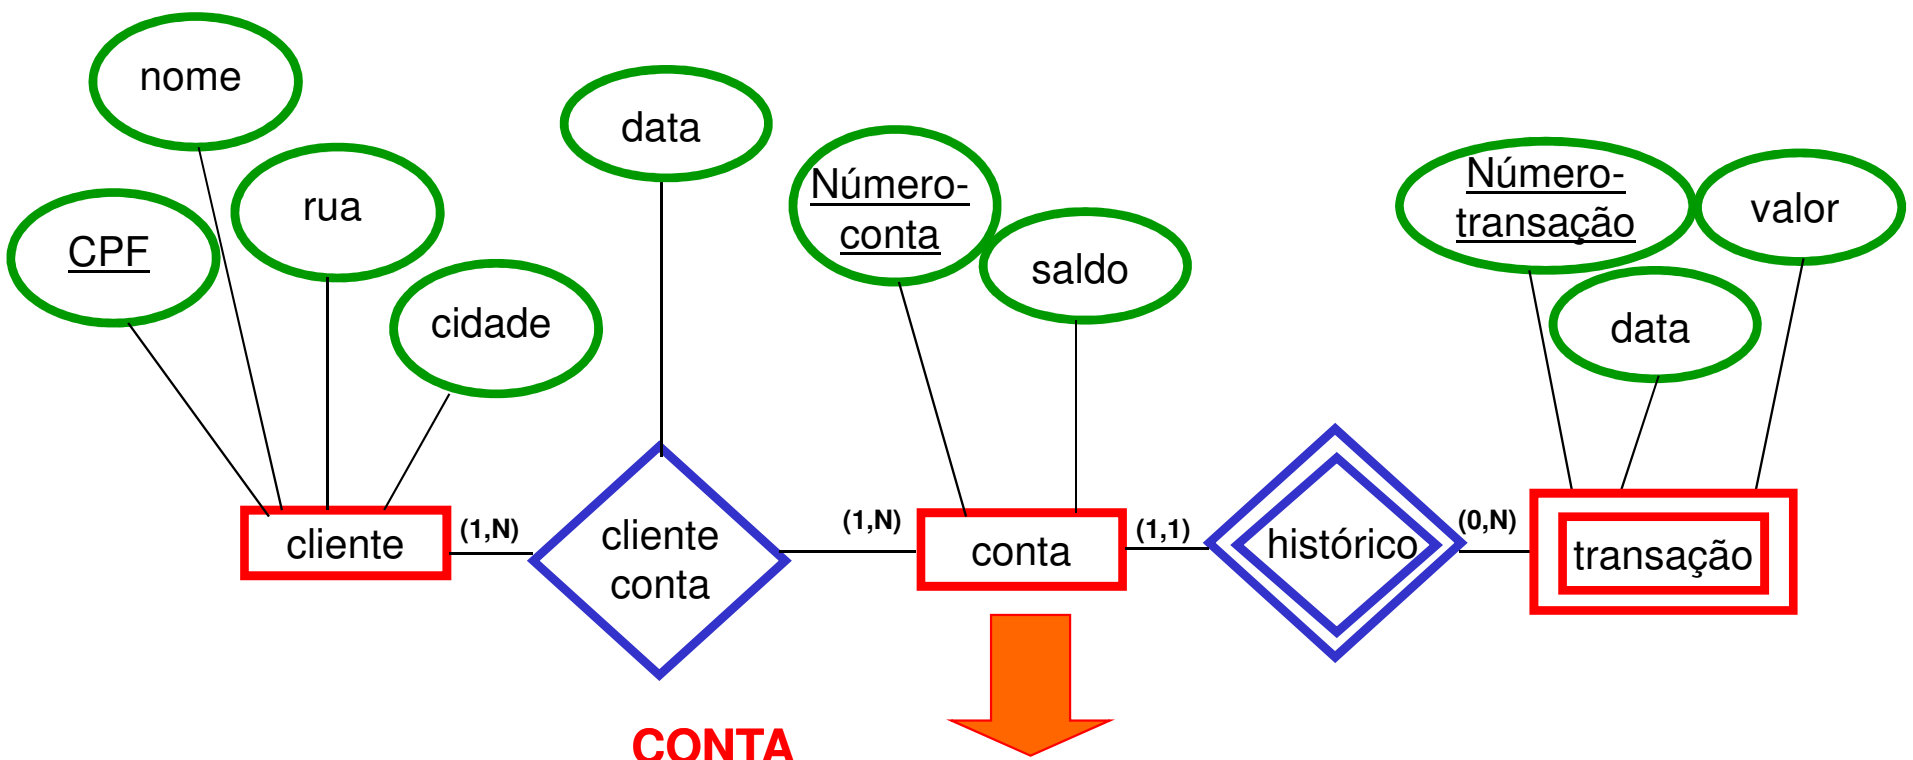 nome
data
Número-
conta
Número-
transação
valor
rua
CPF
saldo
cidade
data
cliente
(1,N)
cliente
conta
(1,N)
conta
(1,1)
histórico
(0,N)
transação
CONTA